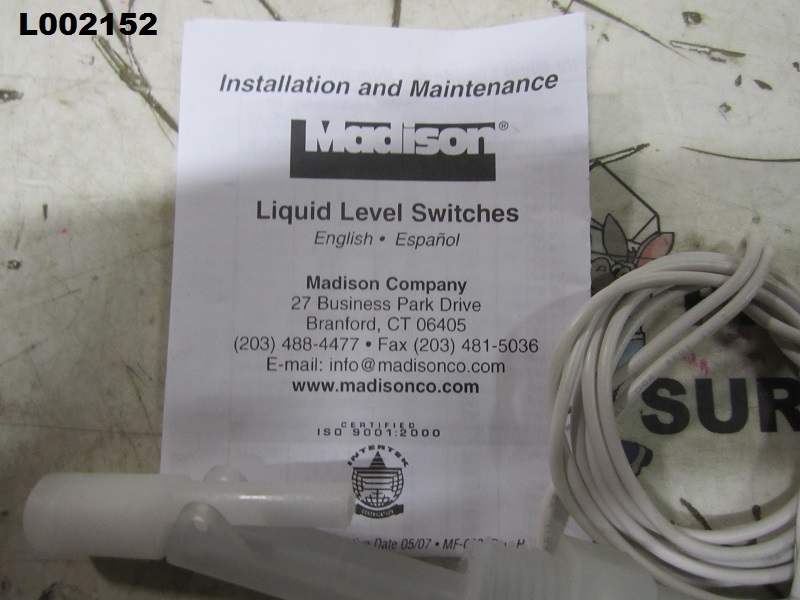 L002152
Installation and Maintenance
Madison®
Liquid Level Switches
English • Español
Madison Company
27 Business Park Drive
Branford, CT 06405
(203) 488-4477 • Fax (203) 481-5036
E-mail: info@madisonco.com
www.madisonco.com
CERTIFIED
ISO 9001:2000
INTERTEK
SUR
Date 05/07 •